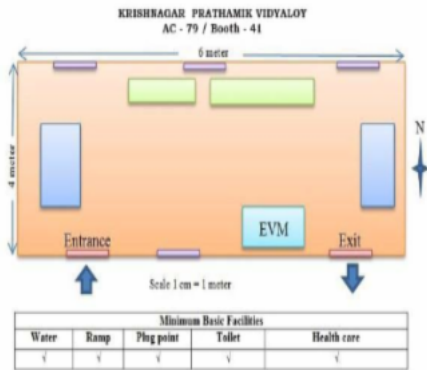 KRISHNAGAR PRATHAMIK VIDYALOY
AC - 79 / Booth - 41
6 meter
4 meter
N
EVM
Entrance
Exit
Scale 1 cm = 1 meter
Minimum Basic Facilities
Water Ramp Plug point Toilet Health care
√ √ √ √ √